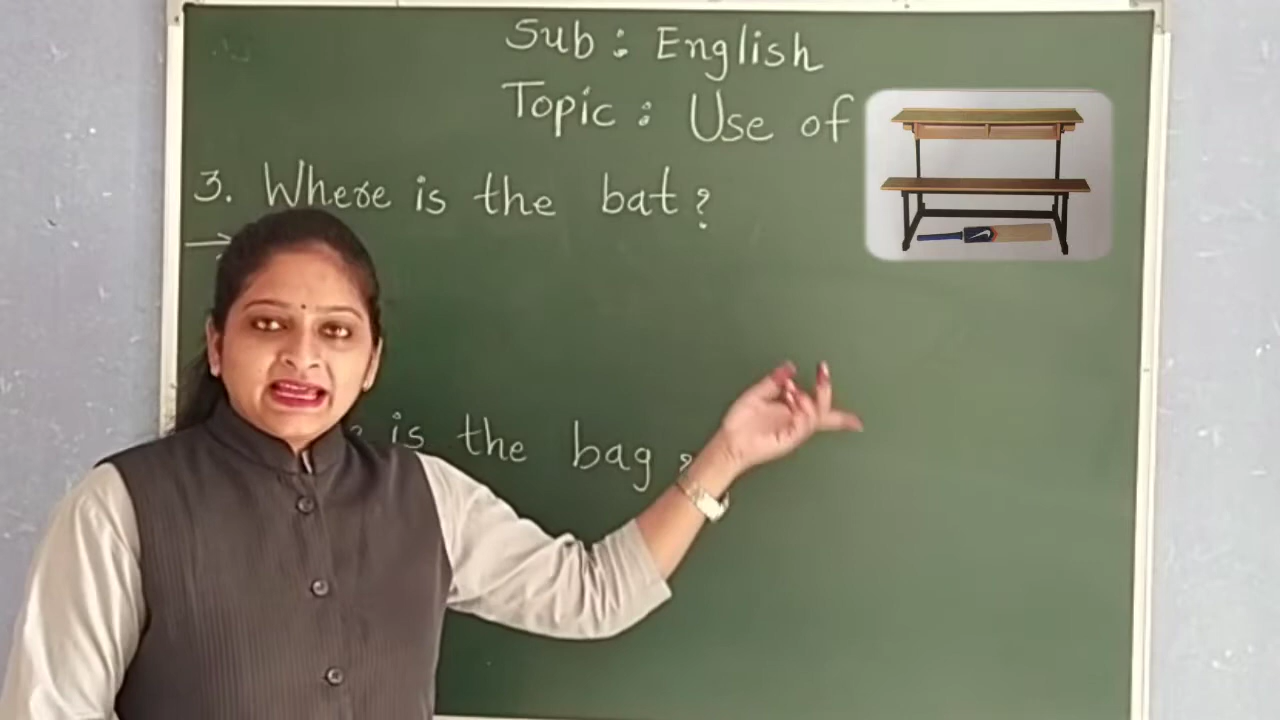 Sub : English
Topic : Use of
3. Where is the bat ?
→
is the bag ?